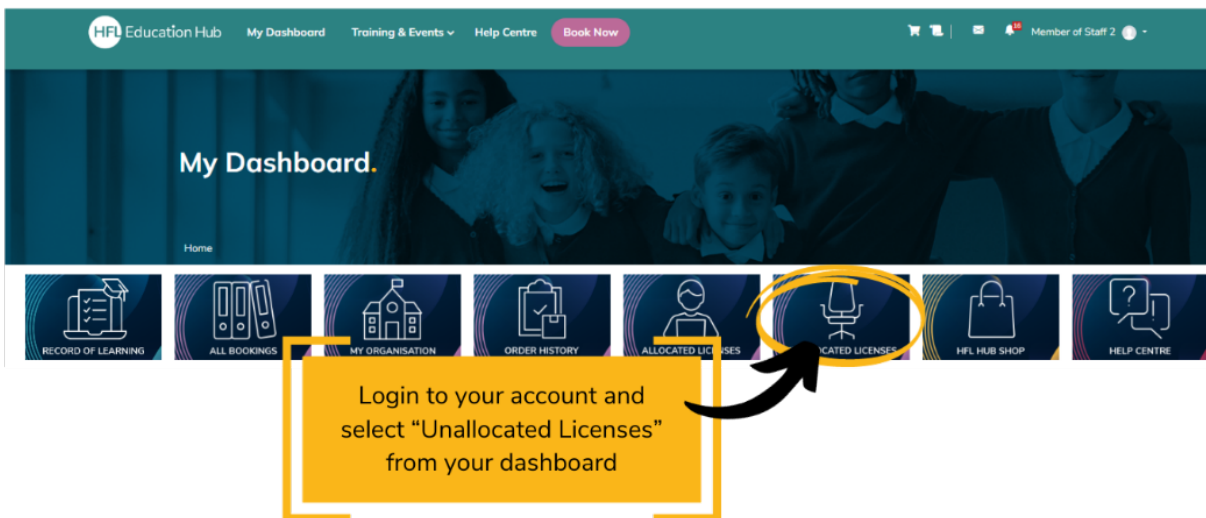 HFL Education Hub
My Dashboard
Training & Events
Help Centre
Book Now
Member of Staff 2
My Dashboard.
Home
RECORD OF LEARNING
ALL BOOKINGS
MY ORGANISATION
ORDER HISTORY
ALLOCATED LICENSES
LICENSES
HFL HUB SHOP
HELP CENTRE
Login to your account and
select “Unallocated Licenses”
from your dashboard